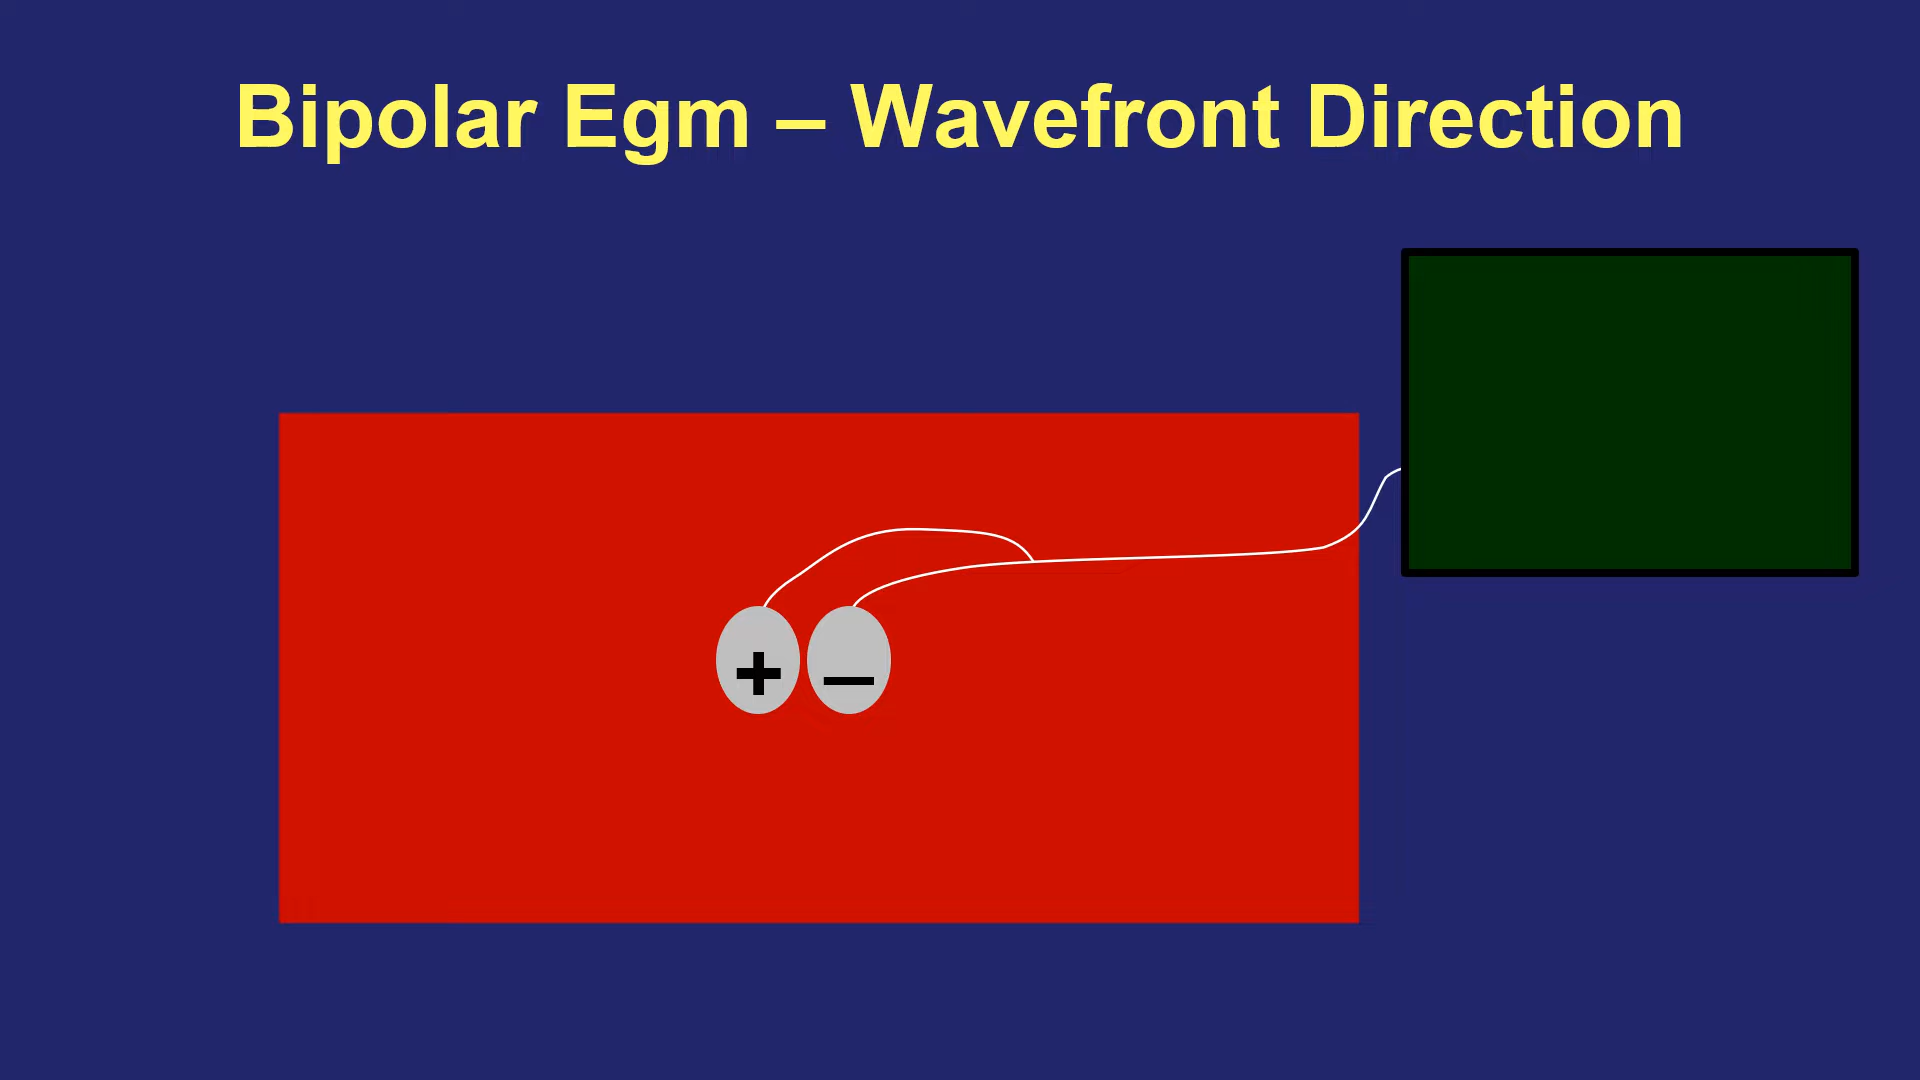 Bipolar Egm – Wavefront Direction
+ –